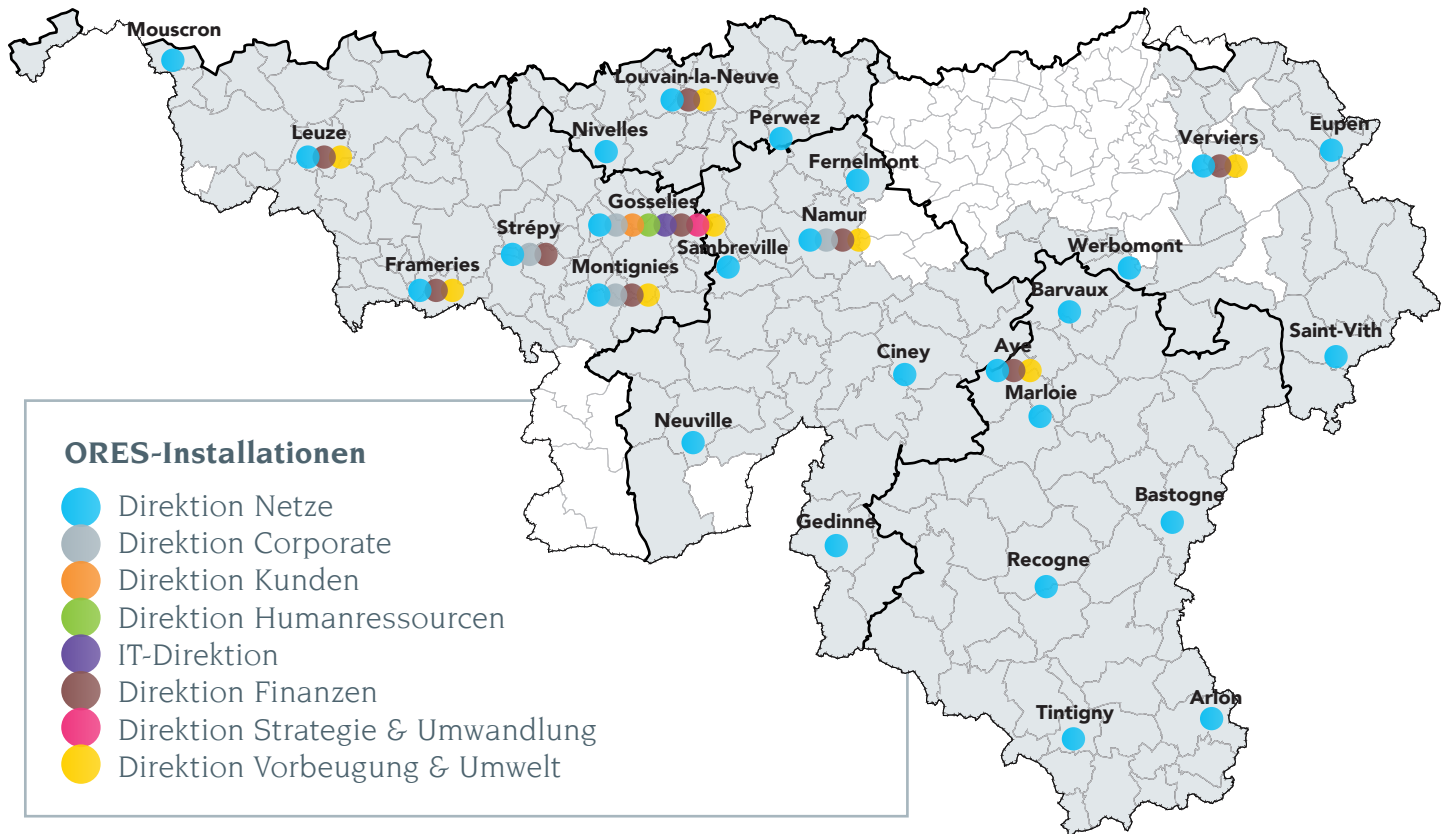 Mouscron
Louvain-la-Neuve
Perwez
Nivelles
Leuze
Verviers
Eupen
Fernelmont
Gosselies
Namur
Strépy
Sambreville
Werbomont
Frameries
Montignies
Barvaux
Saint-Vith
Ciney
Aye
Marloie
Neuville
Bastogne
Gedinne
Recogne
Arlon
Tintigny
ORES-Installationen
Direktion Netze
Direktion Corporate
Direktion Kunden
Direktion Humanressourcen
IT-Direktion
Direktion Finanzen
Direktion Strategie & Umwandlung
Direktion Vorbeugung & Umwelt